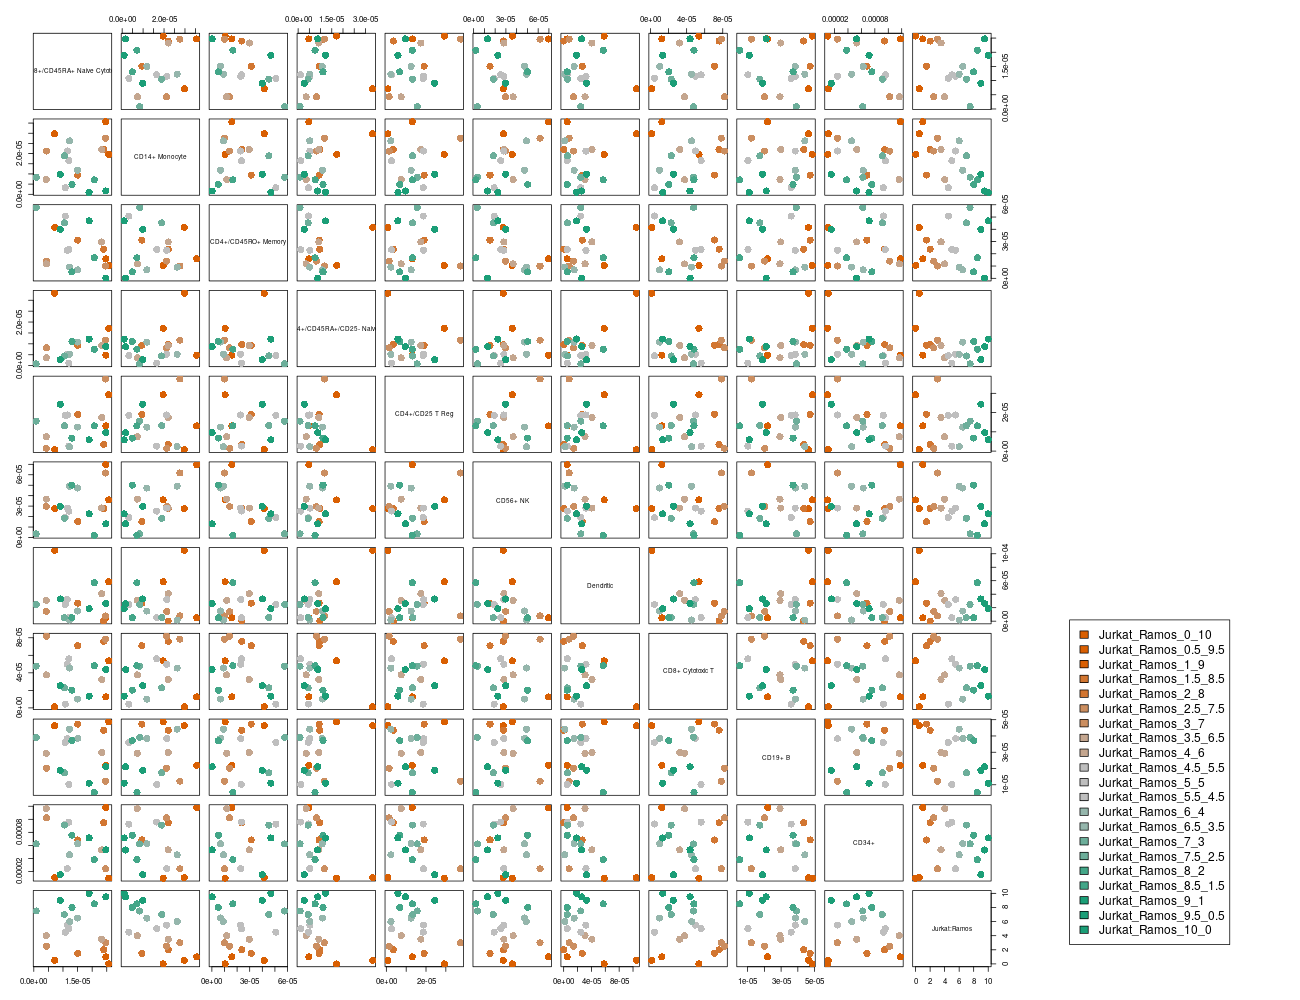 0.0e+00 2.0e-05 0.0e+00 1.5e-05 3.0e-05 0e+00 3e-05 6e-05 0e+00 4e-05 8e-05 0.00002 0.00008
8+/CD45RA+ Naive Cytot
0e+00 1.5e-05
CD14+ Monocyte
0.0e+00 2.0e-05
CD4+/CD45RO+ Memory
0e+00 3e-05 6e-05
4+/CD45RA+/CD25- Naiv
0.0e+00 2.0e-05
CD4+/CD25 T Reg
0e+00 2e-05
CD56+ NK
0e+00 3e-05 6e-05
Dendritic
0e+00 6e-05 1e-04
CD8+ Cytotoxic T
0e+00 4e-05 8e-05
CD19+ B
1e-05 3e-05 5e-05
CD34+
0.00002 0.00008
Jurkat:Ramos
0 2 4 6 8 10
0.0e+00 1.5e-05 0e+00 3e-05 6e-05 0e+00 2e-05 0e+00 4e-05 8e-05 1e-05 3e-05 5e-05 0 2 4 6 8 10
Jurkat_Ramos_0_10
Jurkat_Ramos_0.5_9.5
Jurkat_Ramos_1_9
Jurkat_Ramos_1.5_8.5
Jurkat_Ramos_2_8
Jurkat_Ramos_2.5_7.5
Jurkat_Ramos_3_7
Jurkat_Ramos_3.5_6.5
Jurkat_Ramos_4_6
Jurkat_Ramos_4.5_5.5
Jurkat_Ramos_5_5
Jurkat_Ramos_5.5_4.5
Jurkat_Ramos_6_4
Jurkat_Ramos_6.5_3.5
Jurkat_Ramos_7_3
Jurkat_Ramos_7.5_2.5
Jurkat_Ramos_8_2
Jurkat_Ramos_8.5_1.5
Jurkat_Ramos_9_1
Jurkat_Ramos_9.5_0.5
Jurkat_Ramos_10_0